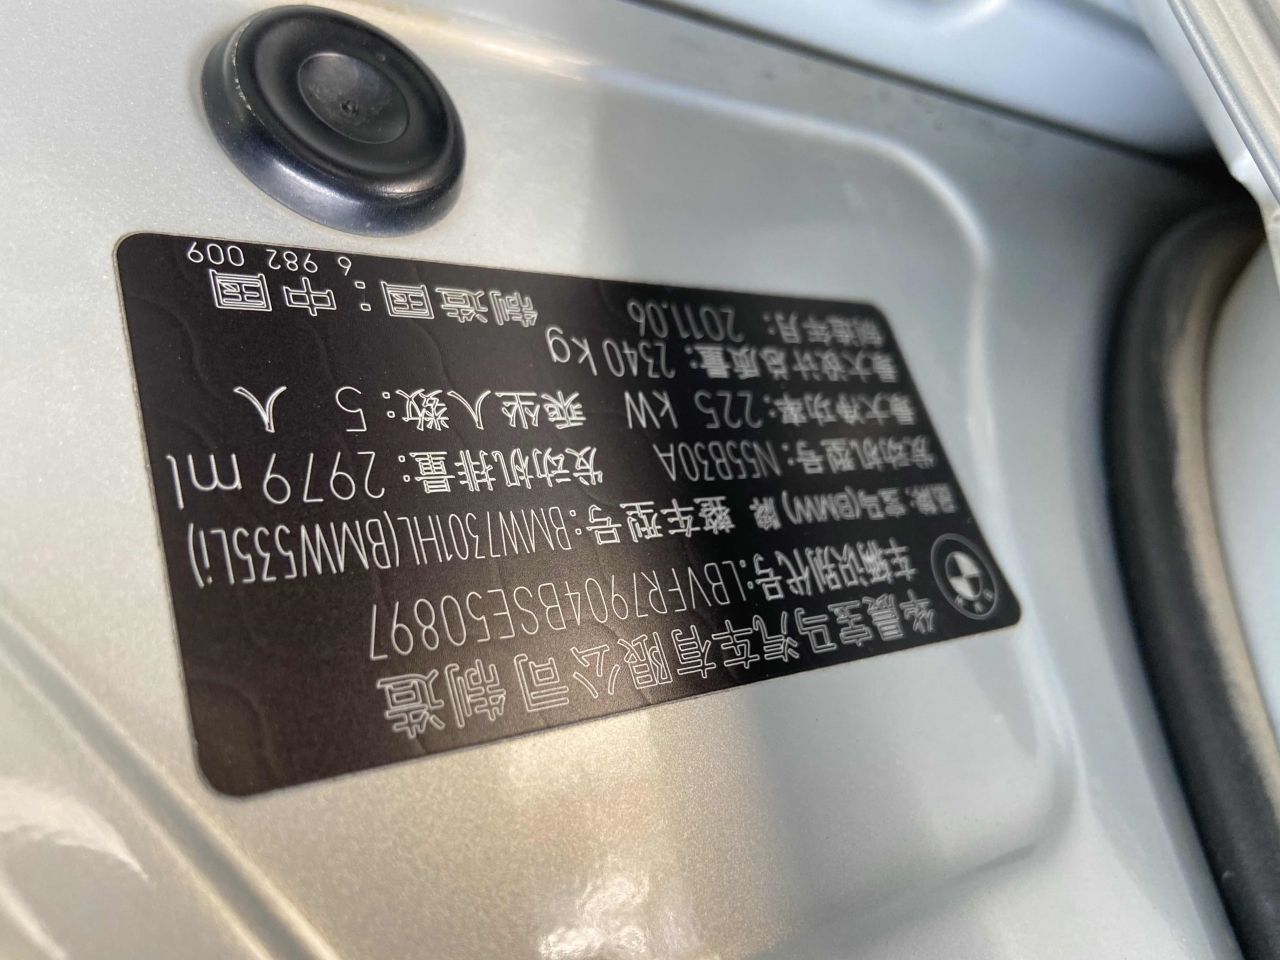 华晨宝马汽车有限公司 制造
车辆识别代号:LBVFR7904BSE50897
品牌: 宝马(BMW) 牌 整车型号:BMW7301HL(BMW535Li)
发动机型号: N55B30A 发动机排量: 2979 ml
最大净功率: 225 kW 乘坐人数: 5 人
最大设计总质量: 2340 kg
制造年月: 2011.06 制造国: 中国
6 982 009